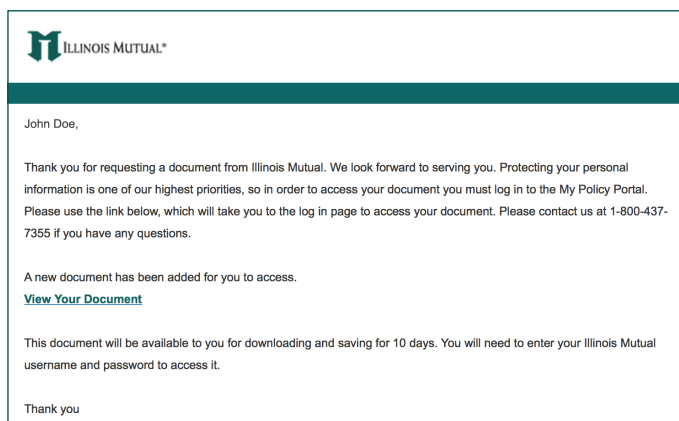 ILLINOIS MUTUAL®
John Doe,
Thank you for requesting a document from Illinois Mutual. We look forward to serving you. Protecting your personal
information is one of our highest priorities, so in order to access your document you must log in to the My Policy Portal.
Please use the link below, which will take you to the log in page to access your document. Please contact us at 1-800-437-
7355 if you have any questions.
A new document has been added for you to access.
View Your Document
This document will be available to you for downloading and saving for 10 days. You will need to enter your Illinois Mutual
username and password to access it.
Thank you